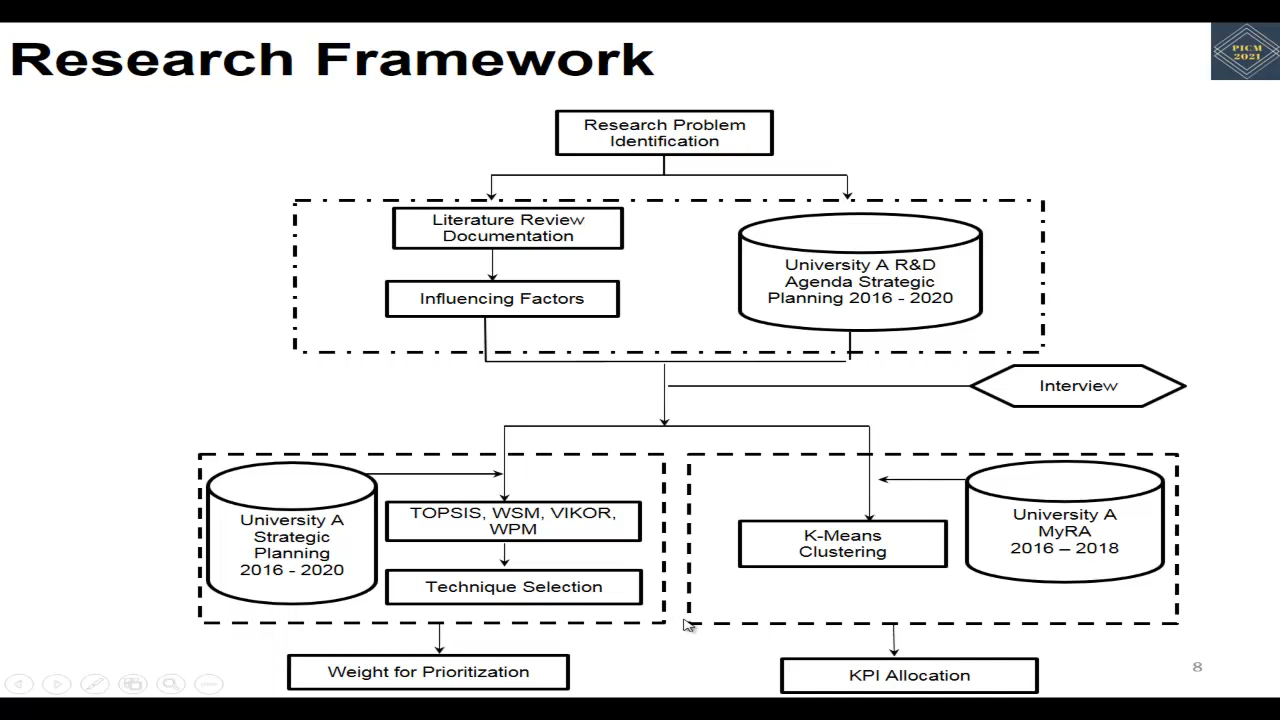 Research Framework
PICM
2021
Research Problem
Identification
Literature Review
Documentation
Influencing Factors
University A R&D
Agenda Strategic
Planning 2016 - 2020
Interview
University A
Strategic
Planning
2016 - 2020
TOPSIS, WSM, VIKOR,
WPM
Technique Selection
K-Means
Clustering
University A
MyRA
2016 – 2018
Weight for Prioritization
KPI Allocation
8